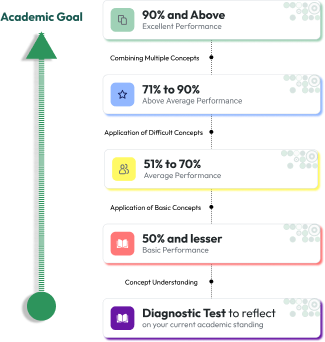 Academic Goal
90% and Above
Excellent Performance
Combining Multiple Concepts
71% to 90%
Above Average Performance
Application of Difficult Concepts
51% to 70%
Average Performance
Application of Basic Concepts
50% and lesser
Basic Performance
Concept Understanding
Diagnostic Test to reflect
on your current academic standing